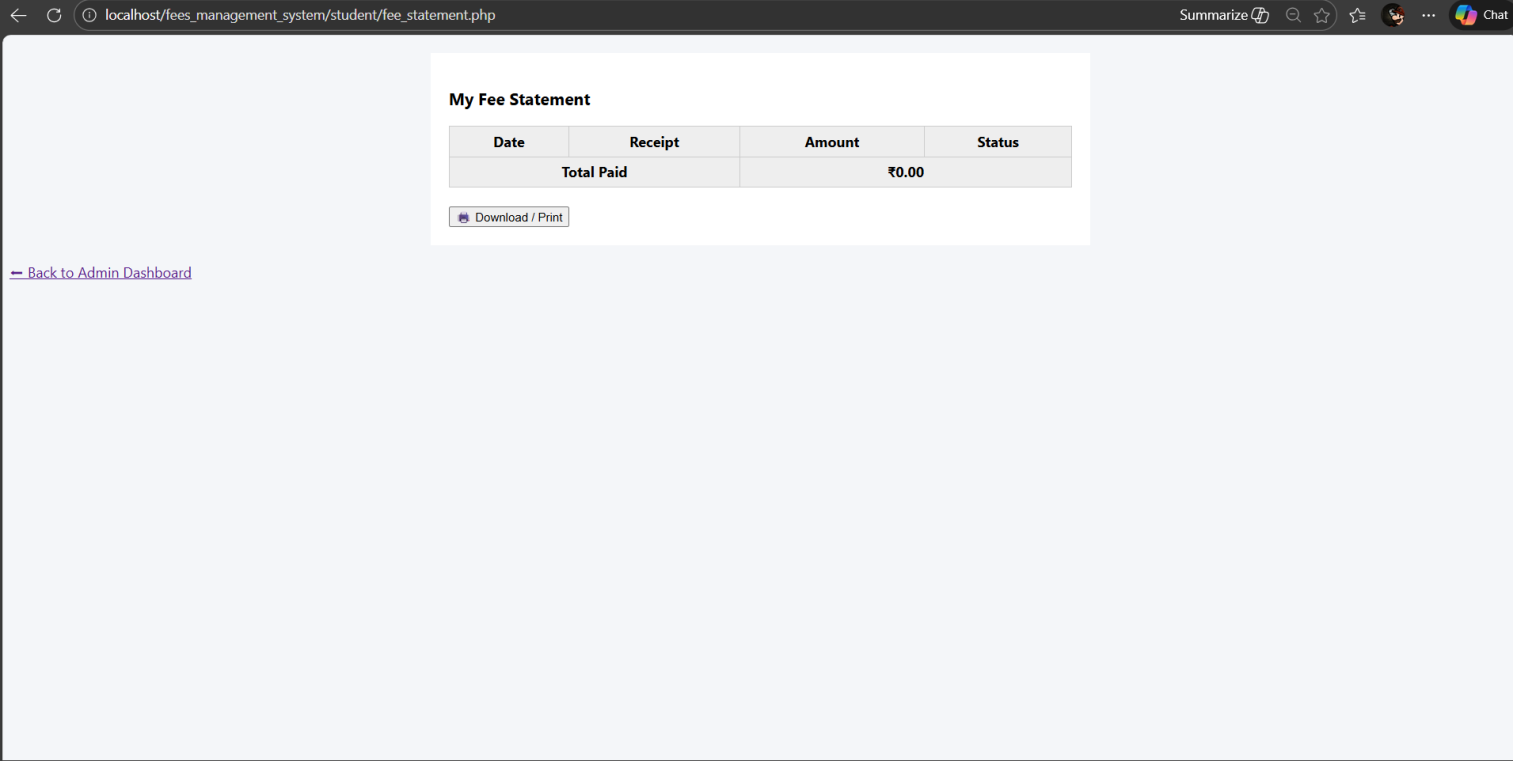 localhost/fees_management_system/student/fee_statement.php Summarize Chat
My Fee Statement
Date Receipt Amount Status
Total Paid ₹0.00
Download / Print
← Back to Admin Dashboard